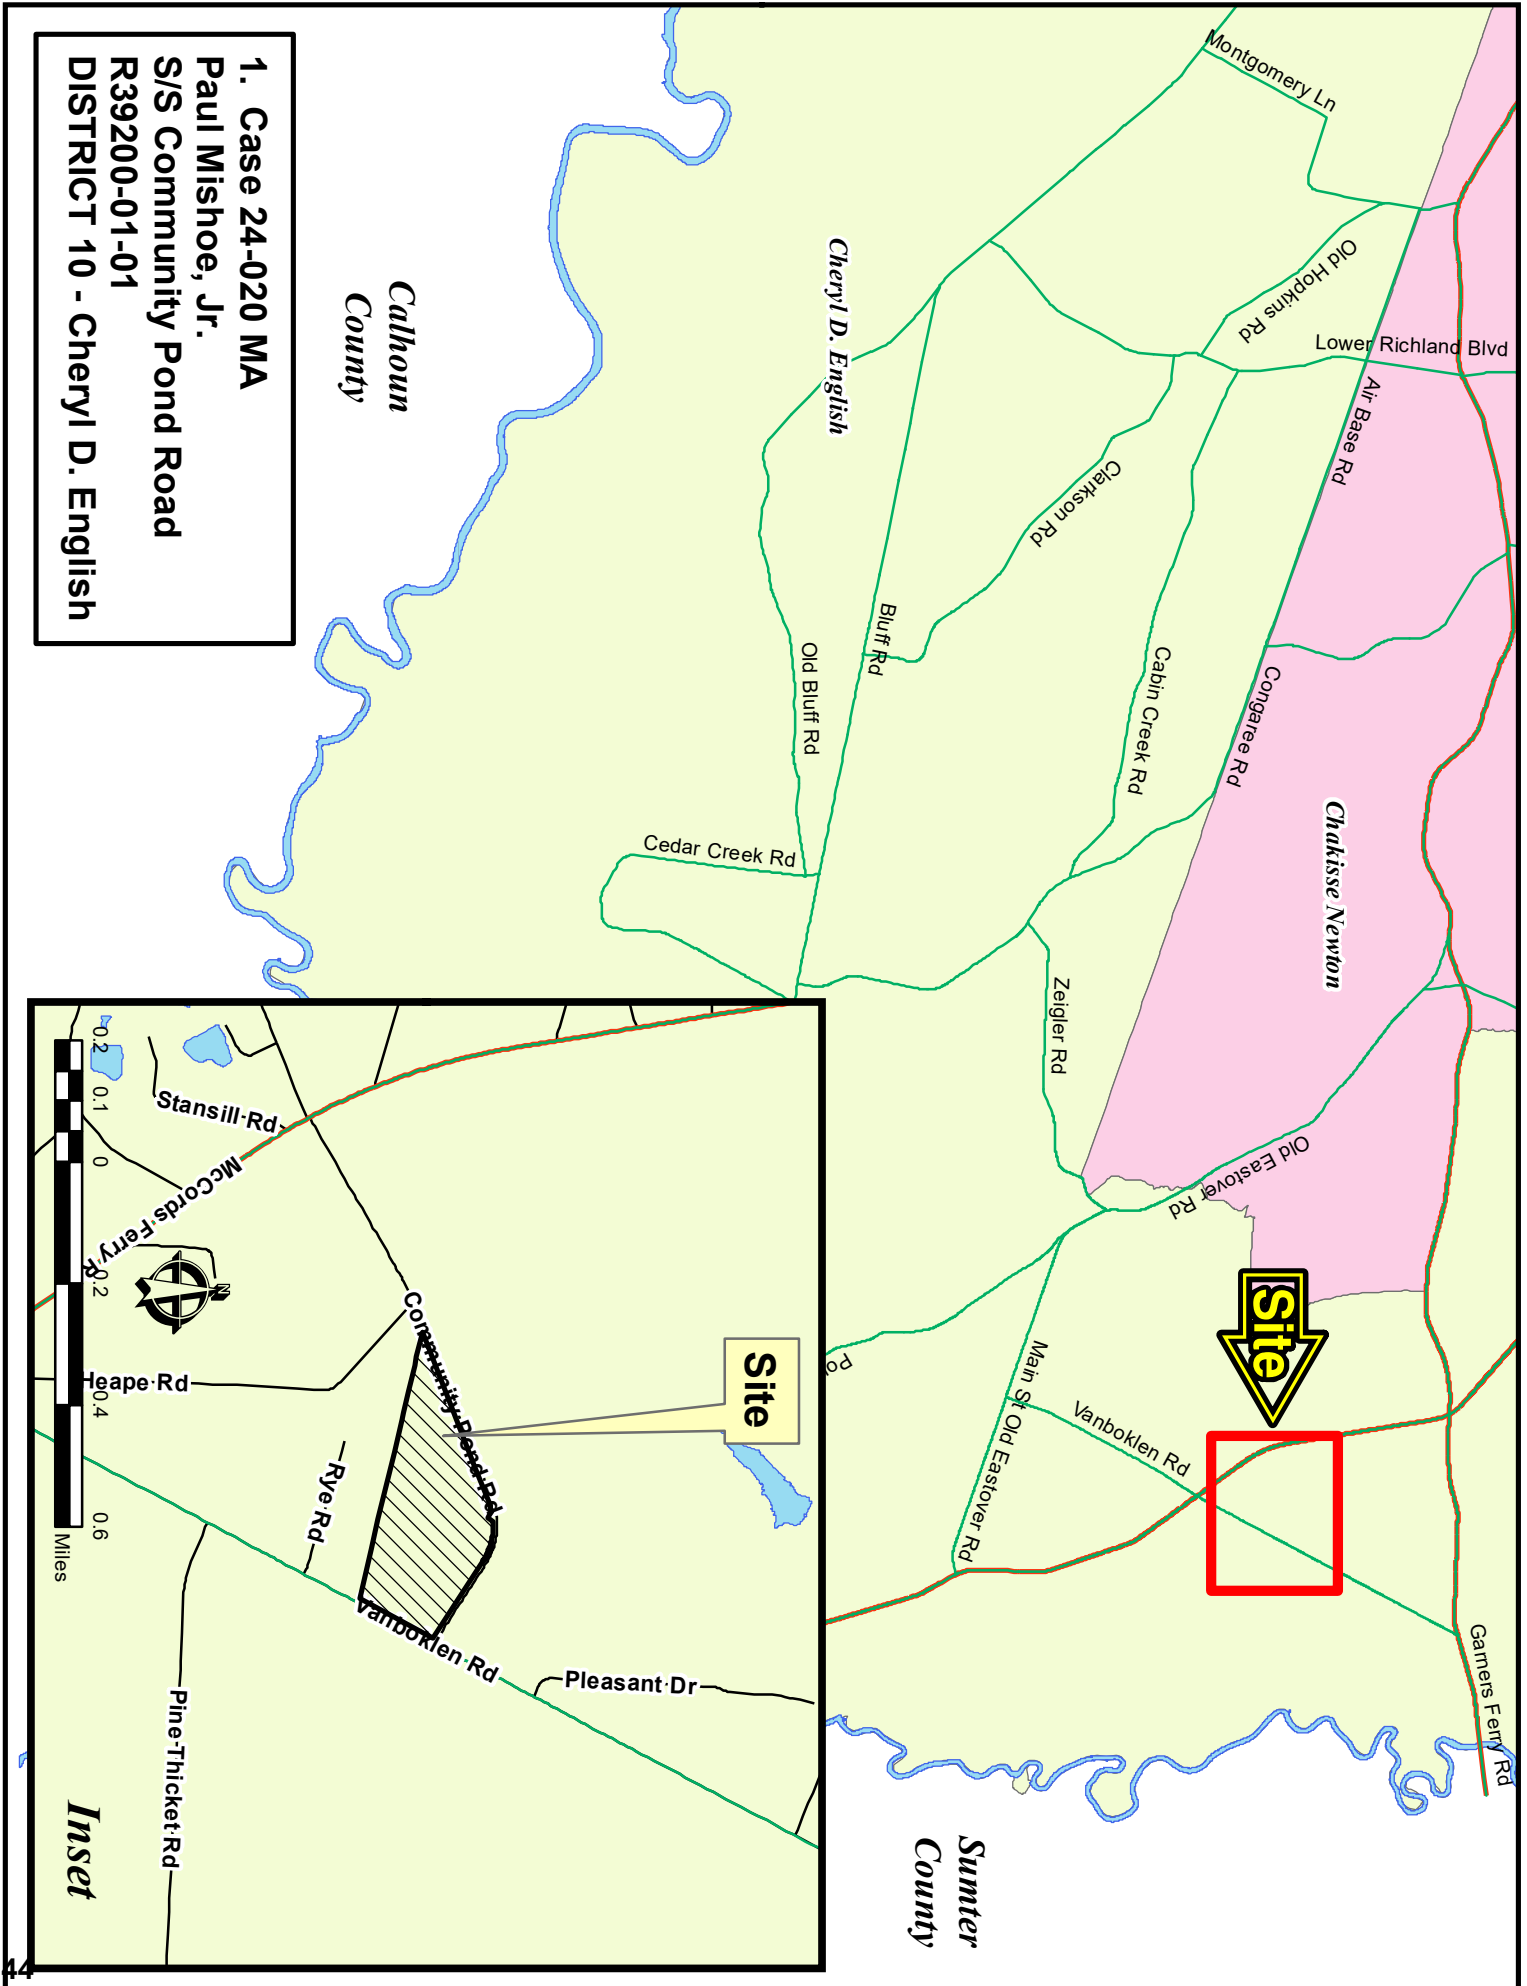 Montgomery Ln
Old Hopkins Rd
Lower Richland Blvd
Air Base Rd
Cheryl D. English
Clarkson Rd
Bluff Rd
Old Bluff Rd
Cabin Creek Rd
Congaree Rd
Chakisse Newton
Cedar Creek Rd
Zeigler Rd
Old Eastover Rd
Site
Main St
Old Eastover Rd
Vanboklen Rd
Pol
Garners Ferry Rd
Calhoun
County
Sumter
County
1. Case 24-020 MA
Paul Mishoe, Jr.
S/S Community Pond Road
R39200-01-01
DISTRICT 10 - Cheryl D. English
Site
Stansill Rd
McCords Ferry R
Community Pond Rd
Heape Rd
Rye Rd
Vanboklen Rd
Pleasant Dr
Pine Thicket Rd
N
0.2 0.1 0 0.2 0.4 0.6
Miles
Inset
44